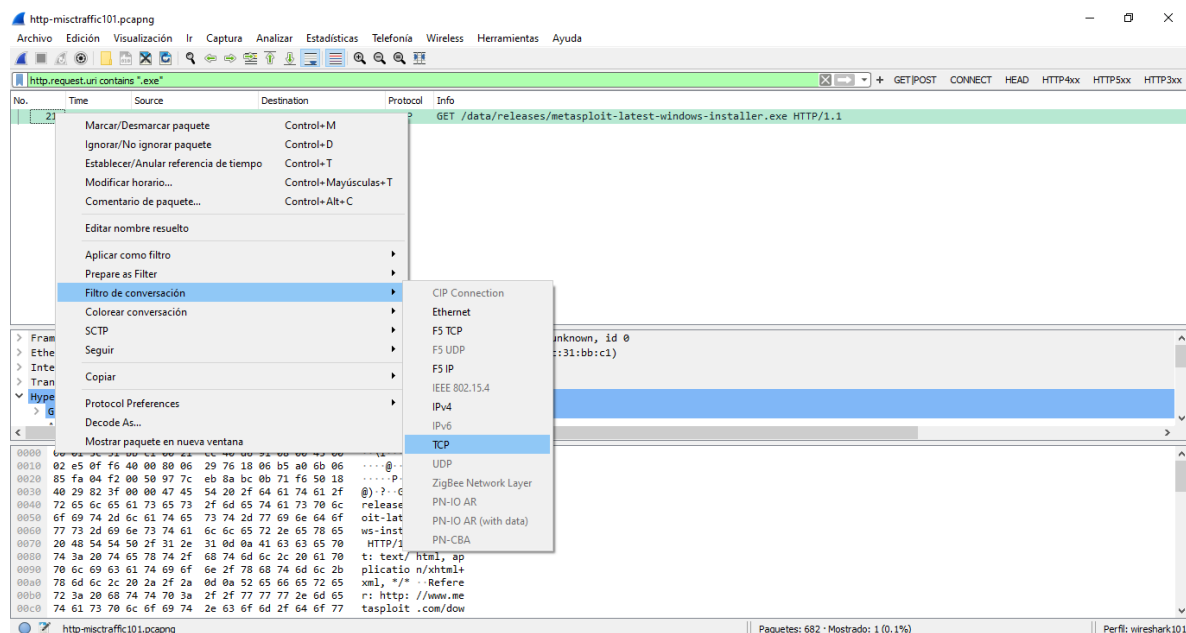 http-misctraffic101.pcapng
Archivo Edición Visualización Ir Captura Analizar Estadísticas Telefonía Wireless Herramientas Ayuda
http.request.uri contains ".exe" + GET|POST CONNECT HEAD HTTP4xx HTTP5xx HTTP3xx
No. Time Source Destination Protocol Info
21 GET /data/releases/metasploit-latest-windows-installer.exe HTTP/1.1
Marcar/Desmarcar paquete Control+M
Ignorar/No ignorar paquete Control+D
Establecer/Anular referencia de tiempo Control+T
Modificar horario... Control+Mayúsculas+T
Comentario de paquete... Control+Alt+C
Editar nombre resuelto
Aplicar como filtro
Prepare as Filter
Filtro de conversación
Colorear conversación
SCTP
Seguir
Copiar
Protocol Preferences
Decode As...
Mostrar paquete en nueva ventana
CIP Connection
Ethernet
F5 TCP
F5 UDP
F5 IP
IEEE 802.15.4
IPv4
IPv6
TCP
UDP
ZigBee Network Layer
PN-IO AR
PN-IO AR (with data)
PN-CBA
> Fram unknown, id 0
> Ethe :31:bb:c1)
> Inte
> Tran
Hype
> G
0000
0010 02 e5 0f f6 40 00 80 06 29 76 18 06 b5 a0 6b 06 ····@··
0020 85 fa 04 f2 00 50 97 7c eb 8a bc 0b 71 f6 50 18 ·····P·
0030 40 29 82 3f 00 00 47 45 54 20 2f 64 61 74 61 2f @)·?··G
0040 72 65 6c 65 61 73 65 73 2f 6d 65 74 61 73 70 6c release
0050 6f 69 74 2d 6c 61 74 65 73 74 2d 77 69 6e 64 6f oit-lat
0060 77 73 2d 69 6e 73 74 61 6c 6c 65 72 2e 65 78 65 ws-inst
0070 20 48 54 54 50 2f 31 2e 31 0d 0a 41 63 63 65 70 HTTP/1
0080 74 3a 20 74 65 78 74 2f 68 74 6d 6c 2c 20 61 70 t: text/ html, ap
0090 70 6c 69 63 61 74 69 6f 6e 2f 78 68 74 6d 6c 2b plicatio n/xhtml+
00a0 78 6d 6c 2c 20 2a 2f 2a 0d 0a 52 65 66 65 72 65 xml, */* ··Refere
00b0 72 3a 20 68 74 74 70 3a 2f 2f 77 77 77 2e 6d 65 r: http: //www.me
00c0 74 61 73 70 6c 6f 69 74 2e 63 6f 6d 2f 64 6f 77 tasploit .com/dow
http-misctraffic101.pcapng Paquetes: 682 · Mostrado: 1 (0.1%) Perfil: wireshark101